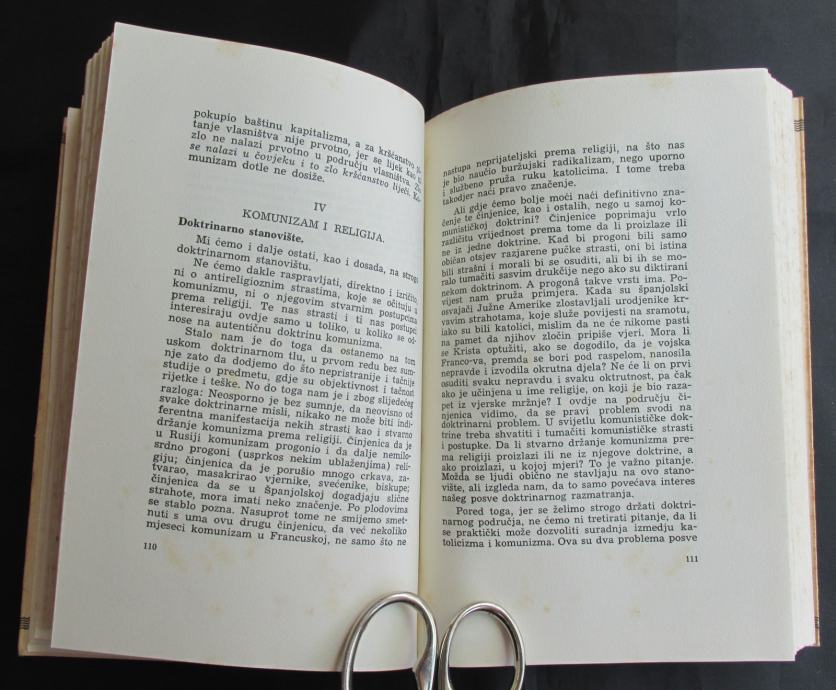 pokupio baštinu kapitalizma, a za kršćanstvo pi-
tanje vlasništva nije prvotno, jer se lijek kao i
zlo ne nalazi prvotno u području vlasništva. Zlo
se nalazi u čovjeku i to zlo kršćanstvo liječi. Ko-
munizam dotle ne dosiže.
IV
KOMUNIZAM I RELIGIJA.
Doktrinarno stanovište.
Mi ćemo i dalje ostati, kao i dosada, na strogo
doktrinarnom stanovištu.
Ne ćemo dakle raspravljati, direktno i izričito,
ni o antireligioznim strastima, koje se očituju u
komunizmu, ni o njegovim stvarnim postupcima
prema religiji. Te nas strasti i ti nas postupci
interesiraju ovdje samo u toliko, u koliko se od-
nose na autentičnu doktrinu komunizma.
Stalo nam je do toga da ostanemo na tom
uskom doktrinarnom tlu, u prvom redu bez sum-
nje zato da dodjemo do što nepristranije i tačnije
studije o predmetu, gdje su objektivnost i tačnost
rijetke i teške. No do toga nam je i zbog slijedećeg
razloga: Neosporno je bez sumnje, da neovisno od
svake doktrinarne misli, nikako ne može biti indi-
ferentna manifestacija nekih strasti kao i stvarno
držanje komunizma prema religiji. Činjenica da je
u Rusiji komunizam progonio i da dalje nemilo-
srdno progoni (usprkos nekim ublaženjima) reli-
giju; činjenica da je porušio mnogo crkava, za-
tvarao, masakrirao vjernike, svećenike, biskupe;
činjenica da se u španjolskoj dogadjaju slične
strahote, mora imati neko značenje. Po plodovima
se stablo pozna. Nasuprot tome ne smijemo smet-
nuti s uma ovu drugu činjenicu, da već nekoliko
mjeseci komunizam u Francuskoj, ne samo što ne
110
nastupa neprijateljski prema religiji, na što nas
je bio naučio buržujski radikalizam, nego uporno
i službeno pruža ruku katolicima. I tome treba
takodjer naći pravo značenje.
Ali gdje ćemo bolje moći naći definitivno zna-
čenje te činjenice, kao i ostalih, nego u samoj ko-
munističkoj doktrini? Činjenice poprimaju vrlo
različitu vrijednost prema tome da li proizlaze ili
ne iz jedne doktrine. Kad bi progoni bili samo
običan otsjev razjarene pučke strasti, oni bi istina
bili strašni i morali bi se osuditi, ali bi ih se mo-
ralo tumačiti sasvim drukčije nego ako su diktirani
nekom doktrinom. A progonâ takve vrsti ima. Po-
vijest nam pruža primjera. Kada su španjolski
osvajači Južne Amerike zlostavljali urodjenike kr-
vavim strahotama, koje služe povijesti na sramotu,
iako su bili katolici, mislim da ne će nikome pasti
na pamet da njihov zločin pripiše vjeri. Mora li
se Krista optužiti, ako se dogodilo, da je vojska
Franco-va, premda se bori pod raspelom, nanosila
nepravde i izvodila okrutna djela? Ne će li on prvi
osuditi svaku nepravdu i svaku okrutnost, pa čak
ako je učinjena u ime religije, on koji je bio raza-
pet iz vjerske mržnje? I ovdje na području či-
njenica vidimo, da se pravi problem svodi na
doktrinarni problem. U svijetlu komunističke dok-
trine treba shvatiti i tumačiti komunističke strasti
i postupke. Da li stvarno držanje komunizma pre-
ma religiji proizlazi ili ne iz njegove doktrine, a
ako proizlazi, u kojoj mjeri? To je važno pitanje.
Možda se ljudi obično ne stavljaju na ovo stano-
vište, ali izgleda nam, da to samo povećava interes
našeg posve doktrinarnog razmatranja.
Pored toga, jer se želimo strogo držati doktri-
narnog područja, ne ćemo ni tretirati pitanje, da li
se praktički može dozvoliti suradnja izmedju ka-
tolicizma i komunizma. Ova su dva problema posve
111